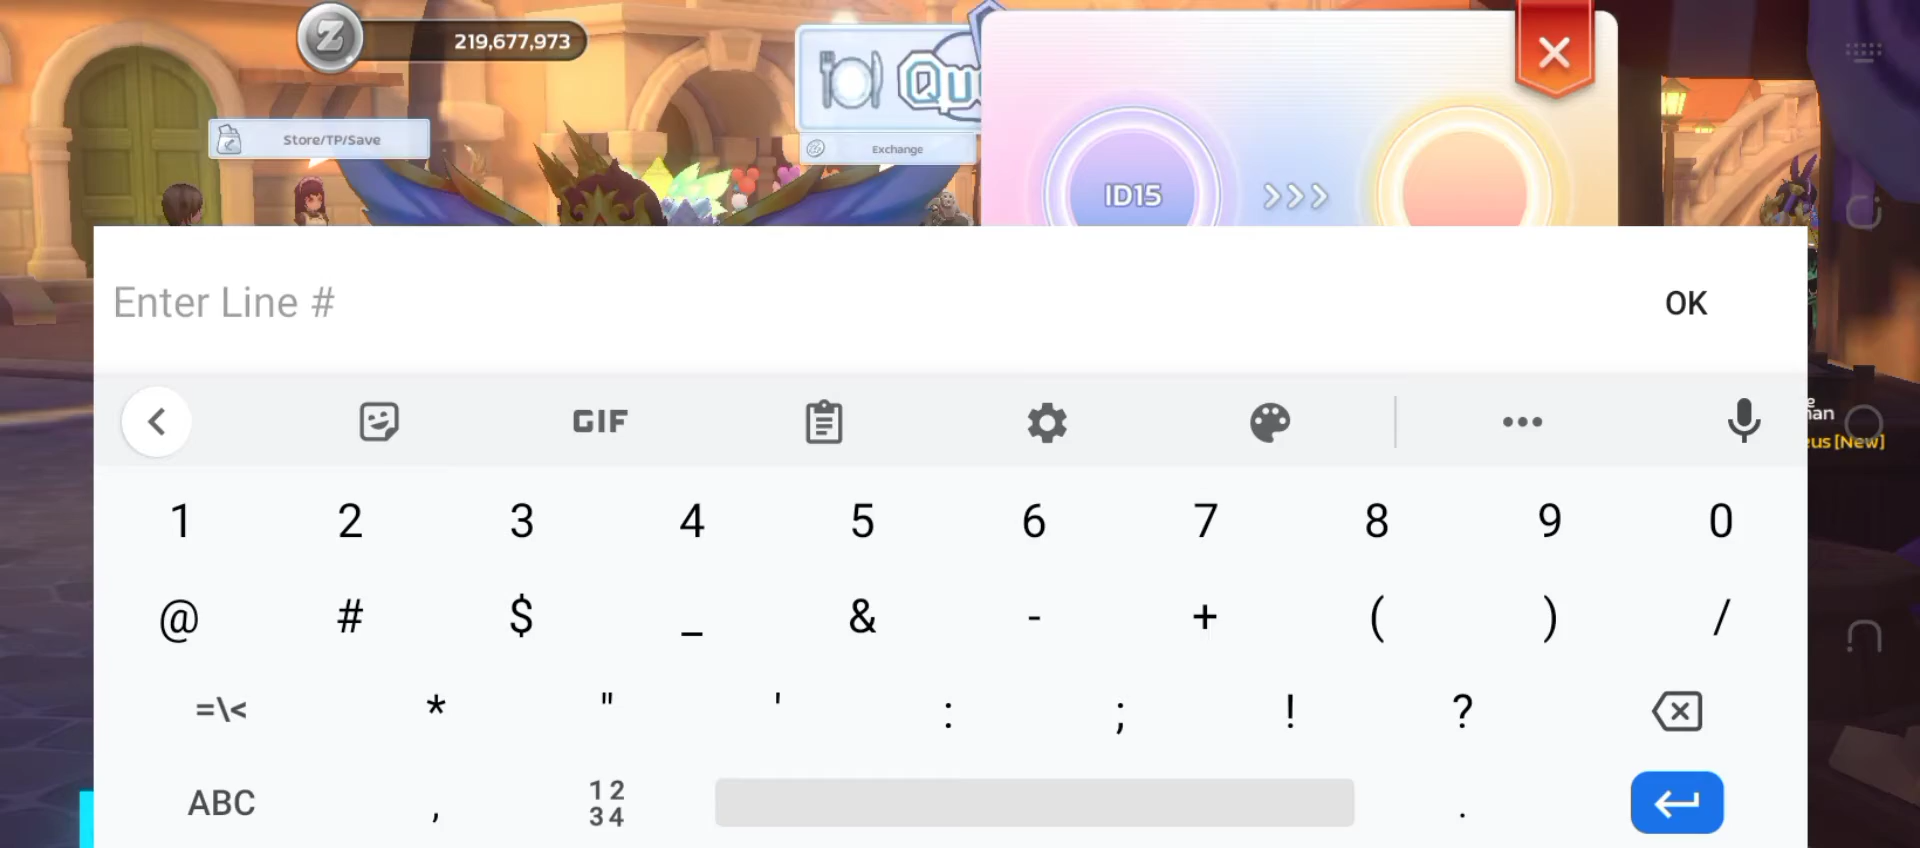 219,677,973
Store/TP/Save
Exchange
ID15
Enter Line #
OK
GIF
1 2 3 4 5 6 7 8 9 0
@ # $ _ & - + ( ) /
=\< * " ' : ; ! ?
ABC , 12 34 .
[New]